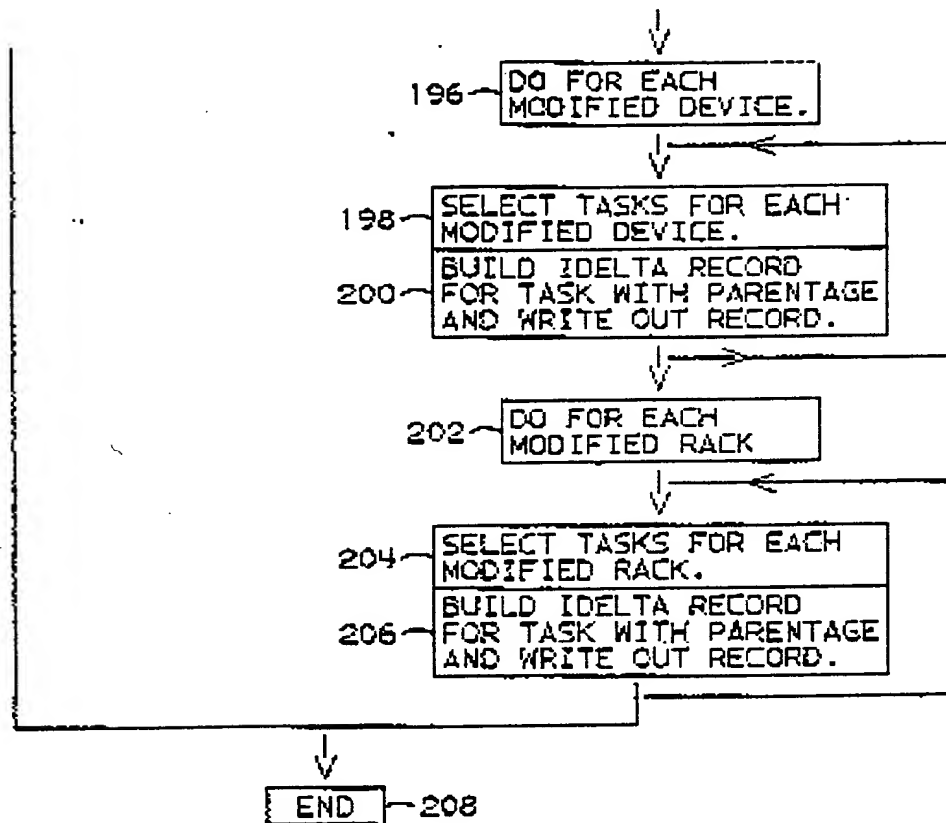 196 DO FOR EACH
MODIFIED DEVICE.
198 SELECT TASKS FOR EACH
MODIFIED DEVICE.
200 BUILD IDELTA RECORD
FOR TASK WITH PARENTAGE
AND WRITE OUT RECORD.
202 DO FOR EACH
MODIFIED RACK
204 SELECT TASKS FOR EACH
MODIFIED RACK.
206 BUILD IDELTA RECORD
FOR TASK WITH PARENTAGE
AND WRITE OUT RECORD.
END 208